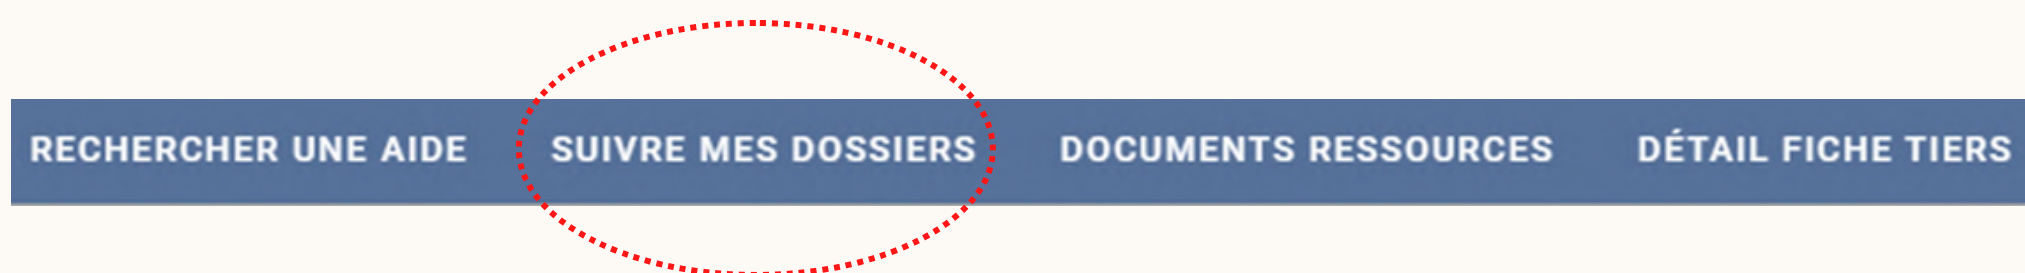 RECHERCHER UNE AIDE SUIVRE MES DOSSIERS DOCUMENTS RESSOURCES DÉTAIL FICHE TIERS